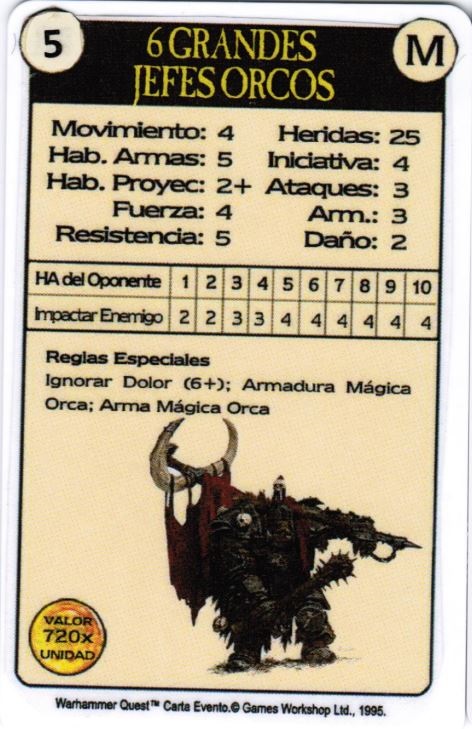 5
6 GRANDES
JEFES ORCOS
M
Movimiento: 4 Heridas: 25
Hab. Armas: 5 Iniciativa: 4
Hab. Proyec: 2+ Ataques: 3
Fuerza: 4 Arm.: 3
Resistencia: 5 Daño: 2
HA del Oponente 1 2 3 4 5 6 7 8 9 10
Impactar Enemigo 2 2 3 3 4 4 4 4 4 4
Reglas Especiales
Ignorar Dolor (6+); Armadura Mágica
Orca; Arma Mágica Orca
VALOR
720x
UNIDAD
Warhammer Quest™ Carta Evento.© Games Workshop Ltd., 1995.